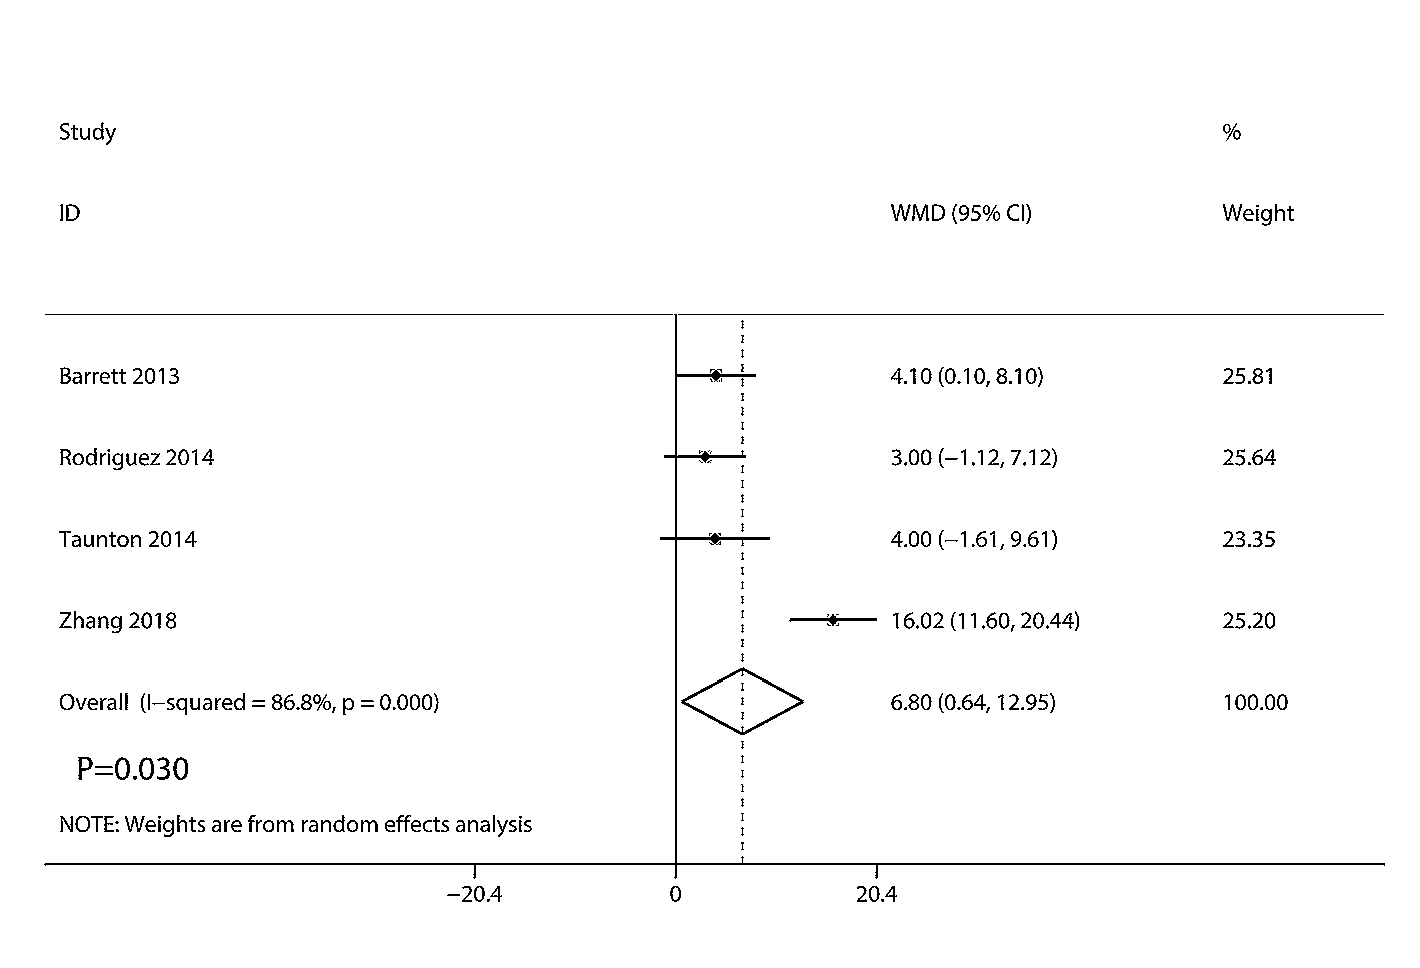 Study %
ID WMD (95% CI) Weight
Barrett 2013 4.10 (0.10, 8.10) 25.81
Rodriguez 2014 3.00 (−1.12, 7.12) 25.64
Taunton 2014 4.00 (−1.61, 9.61) 23.35
Zhang 2018 16.02 (11.60, 20.44) 25.20
Overall (I−squared = 86.8%, p = 0.000) 6.80 (0.64, 12.95) 100.00
P=0.030
NOTE: Weights are from random effects analysis
−20.4 0 20.4